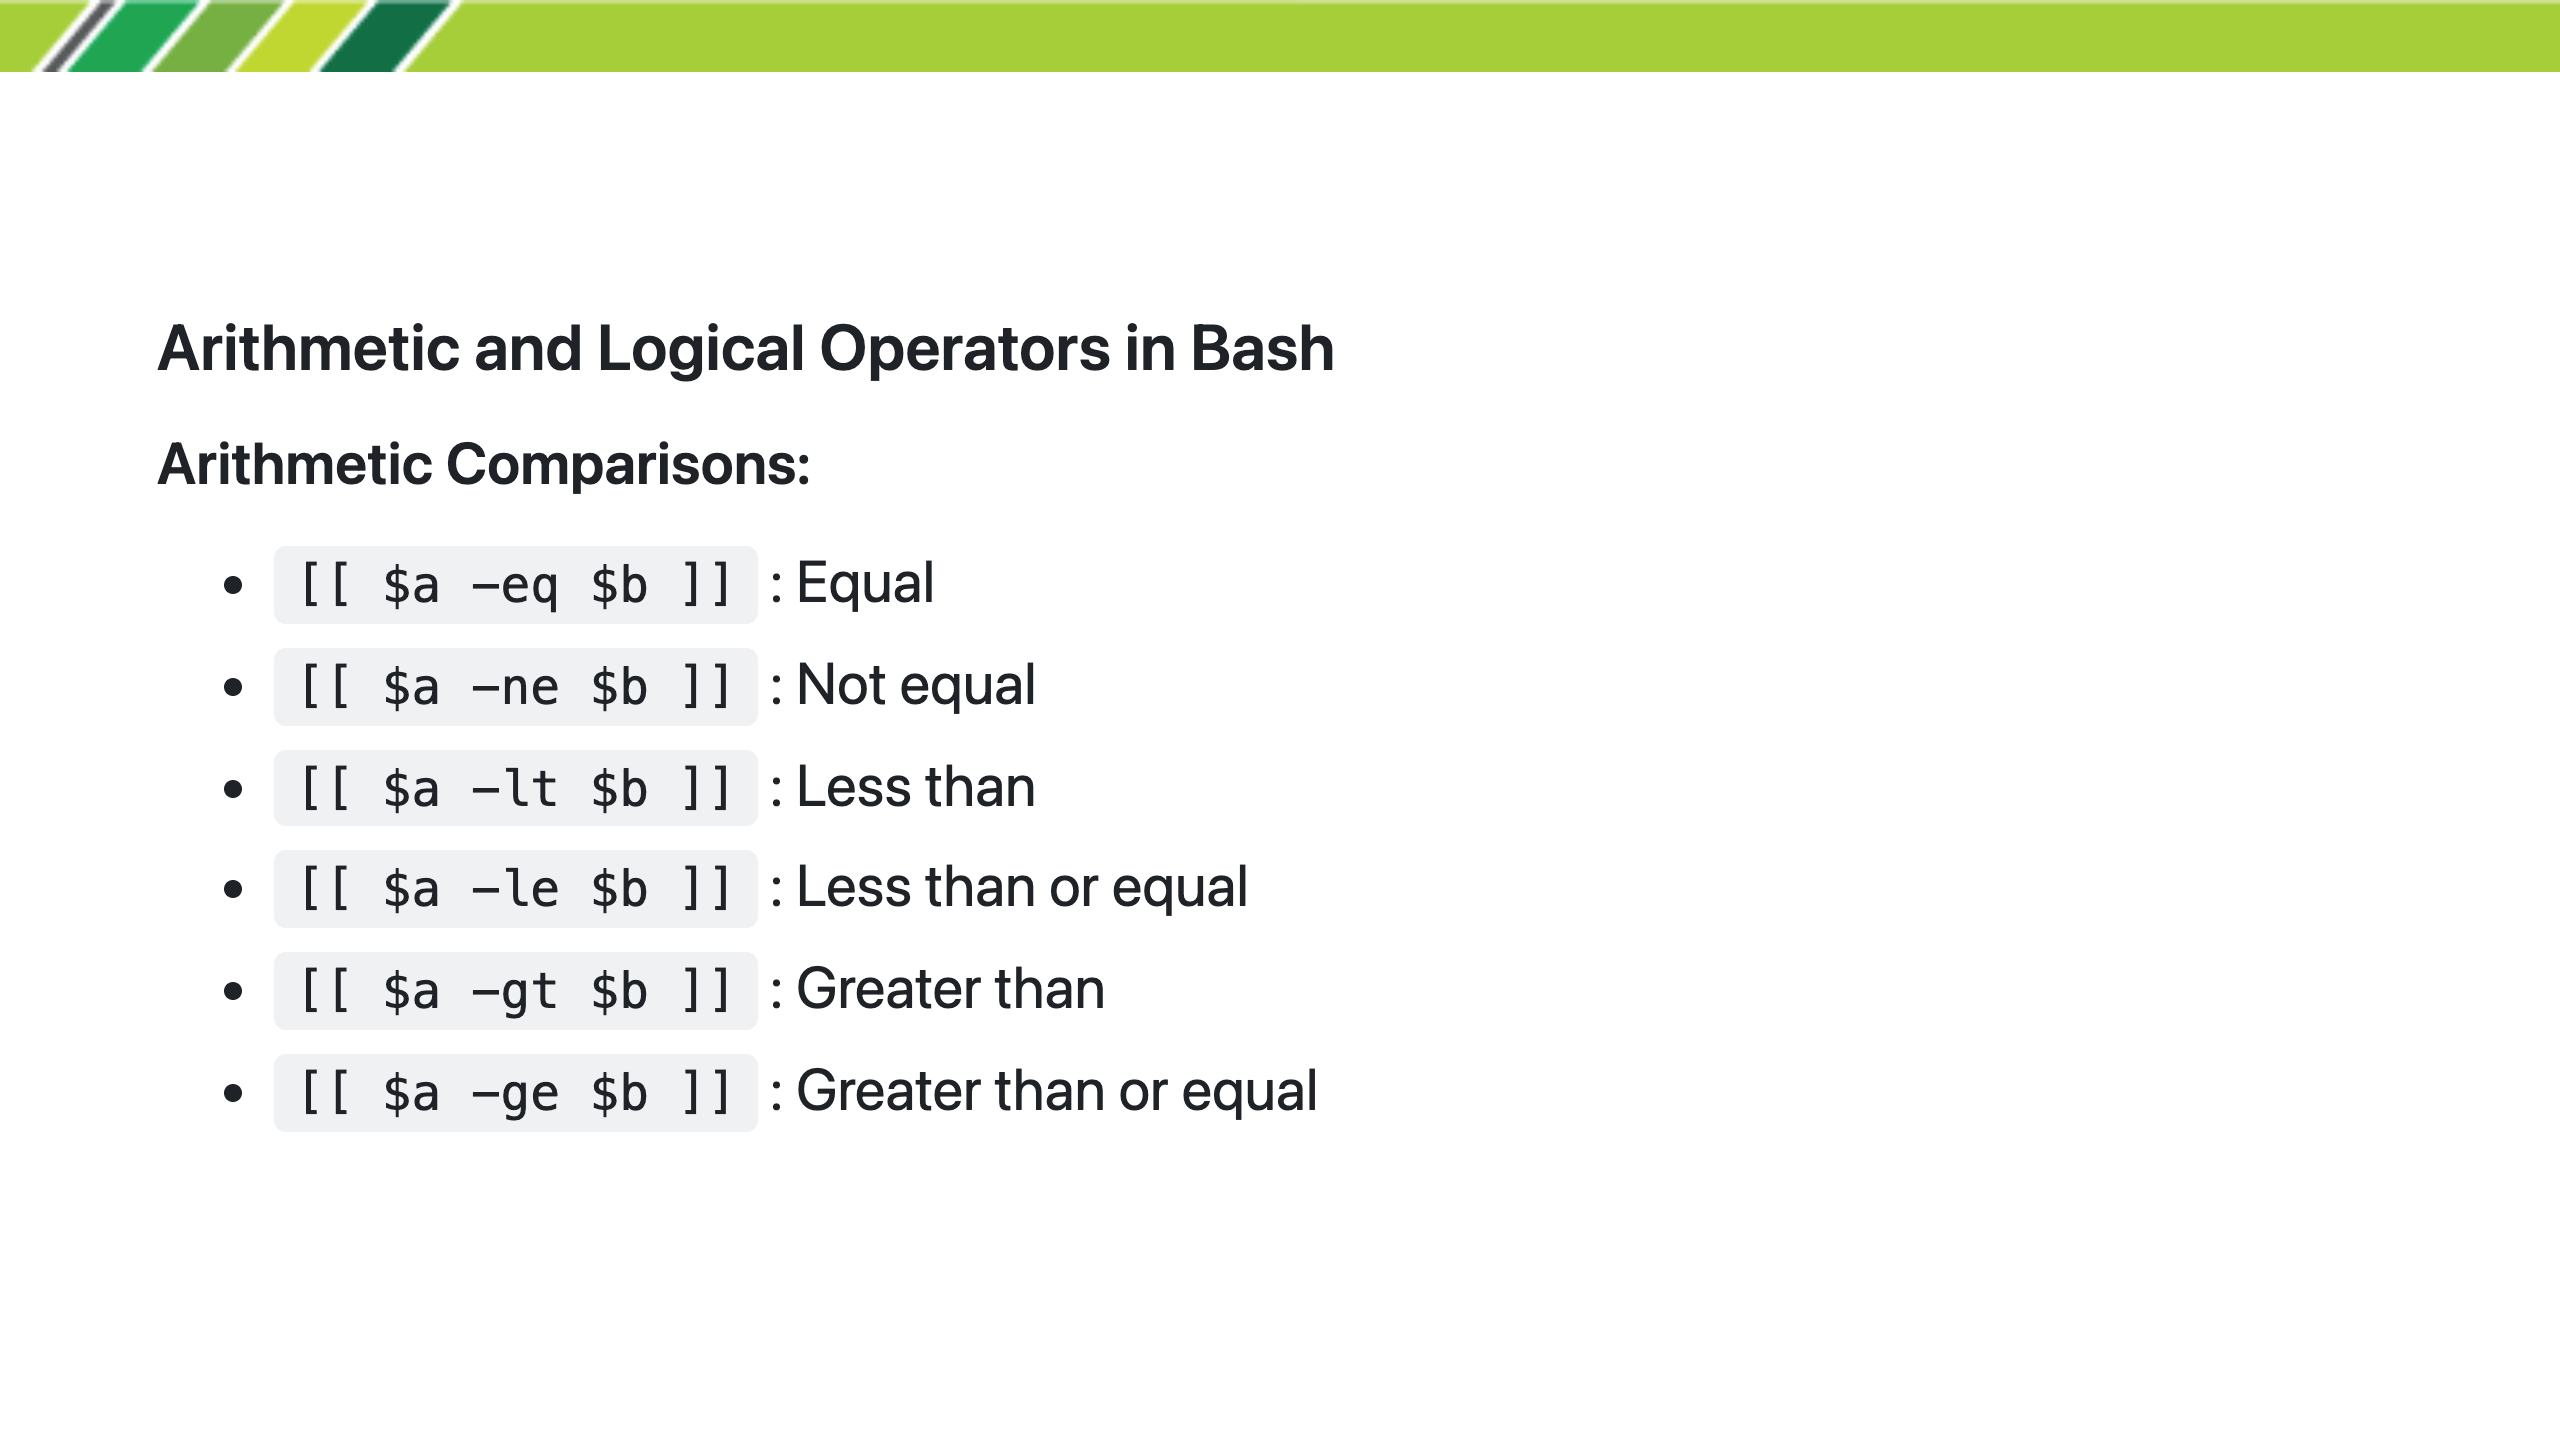 Arithmetic and Logical Operators in Bash
Arithmetic Comparisons:
• [[ $a -eq $b ]] : Equal
• [[ $a -ne $b ]] : Not equal
• [[ $a -lt $b ]] : Less than
• [[ $a -le $b ]] : Less than or equal
• [[ $a -gt $b ]] : Greater than
• [[ $a -ge $b ]] : Greater than or equal